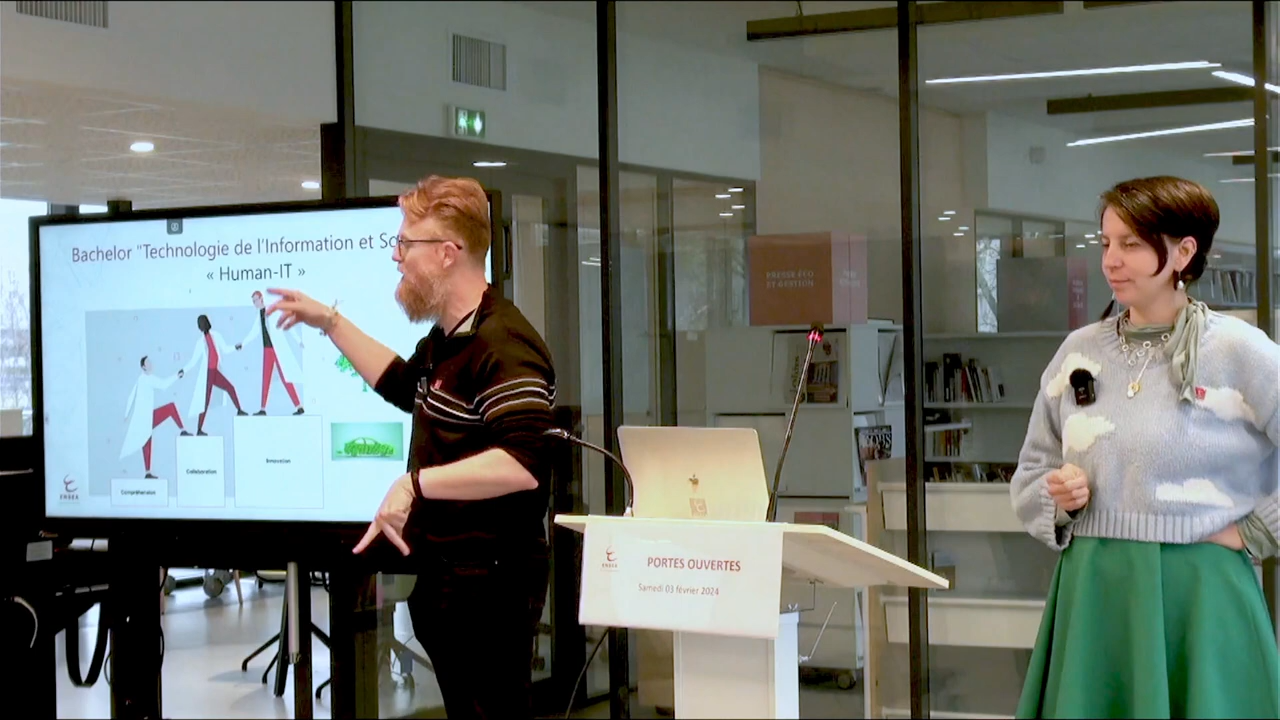 Bachelor "Technologie de l'Information et Sc
« Human-IT »
Compréhension
Collaboration
Innovation
ENSEA
PRESSE ÉCO
ET GESTION
ENSEA
PORTES OUVERTES
Samedi 03 février 2024